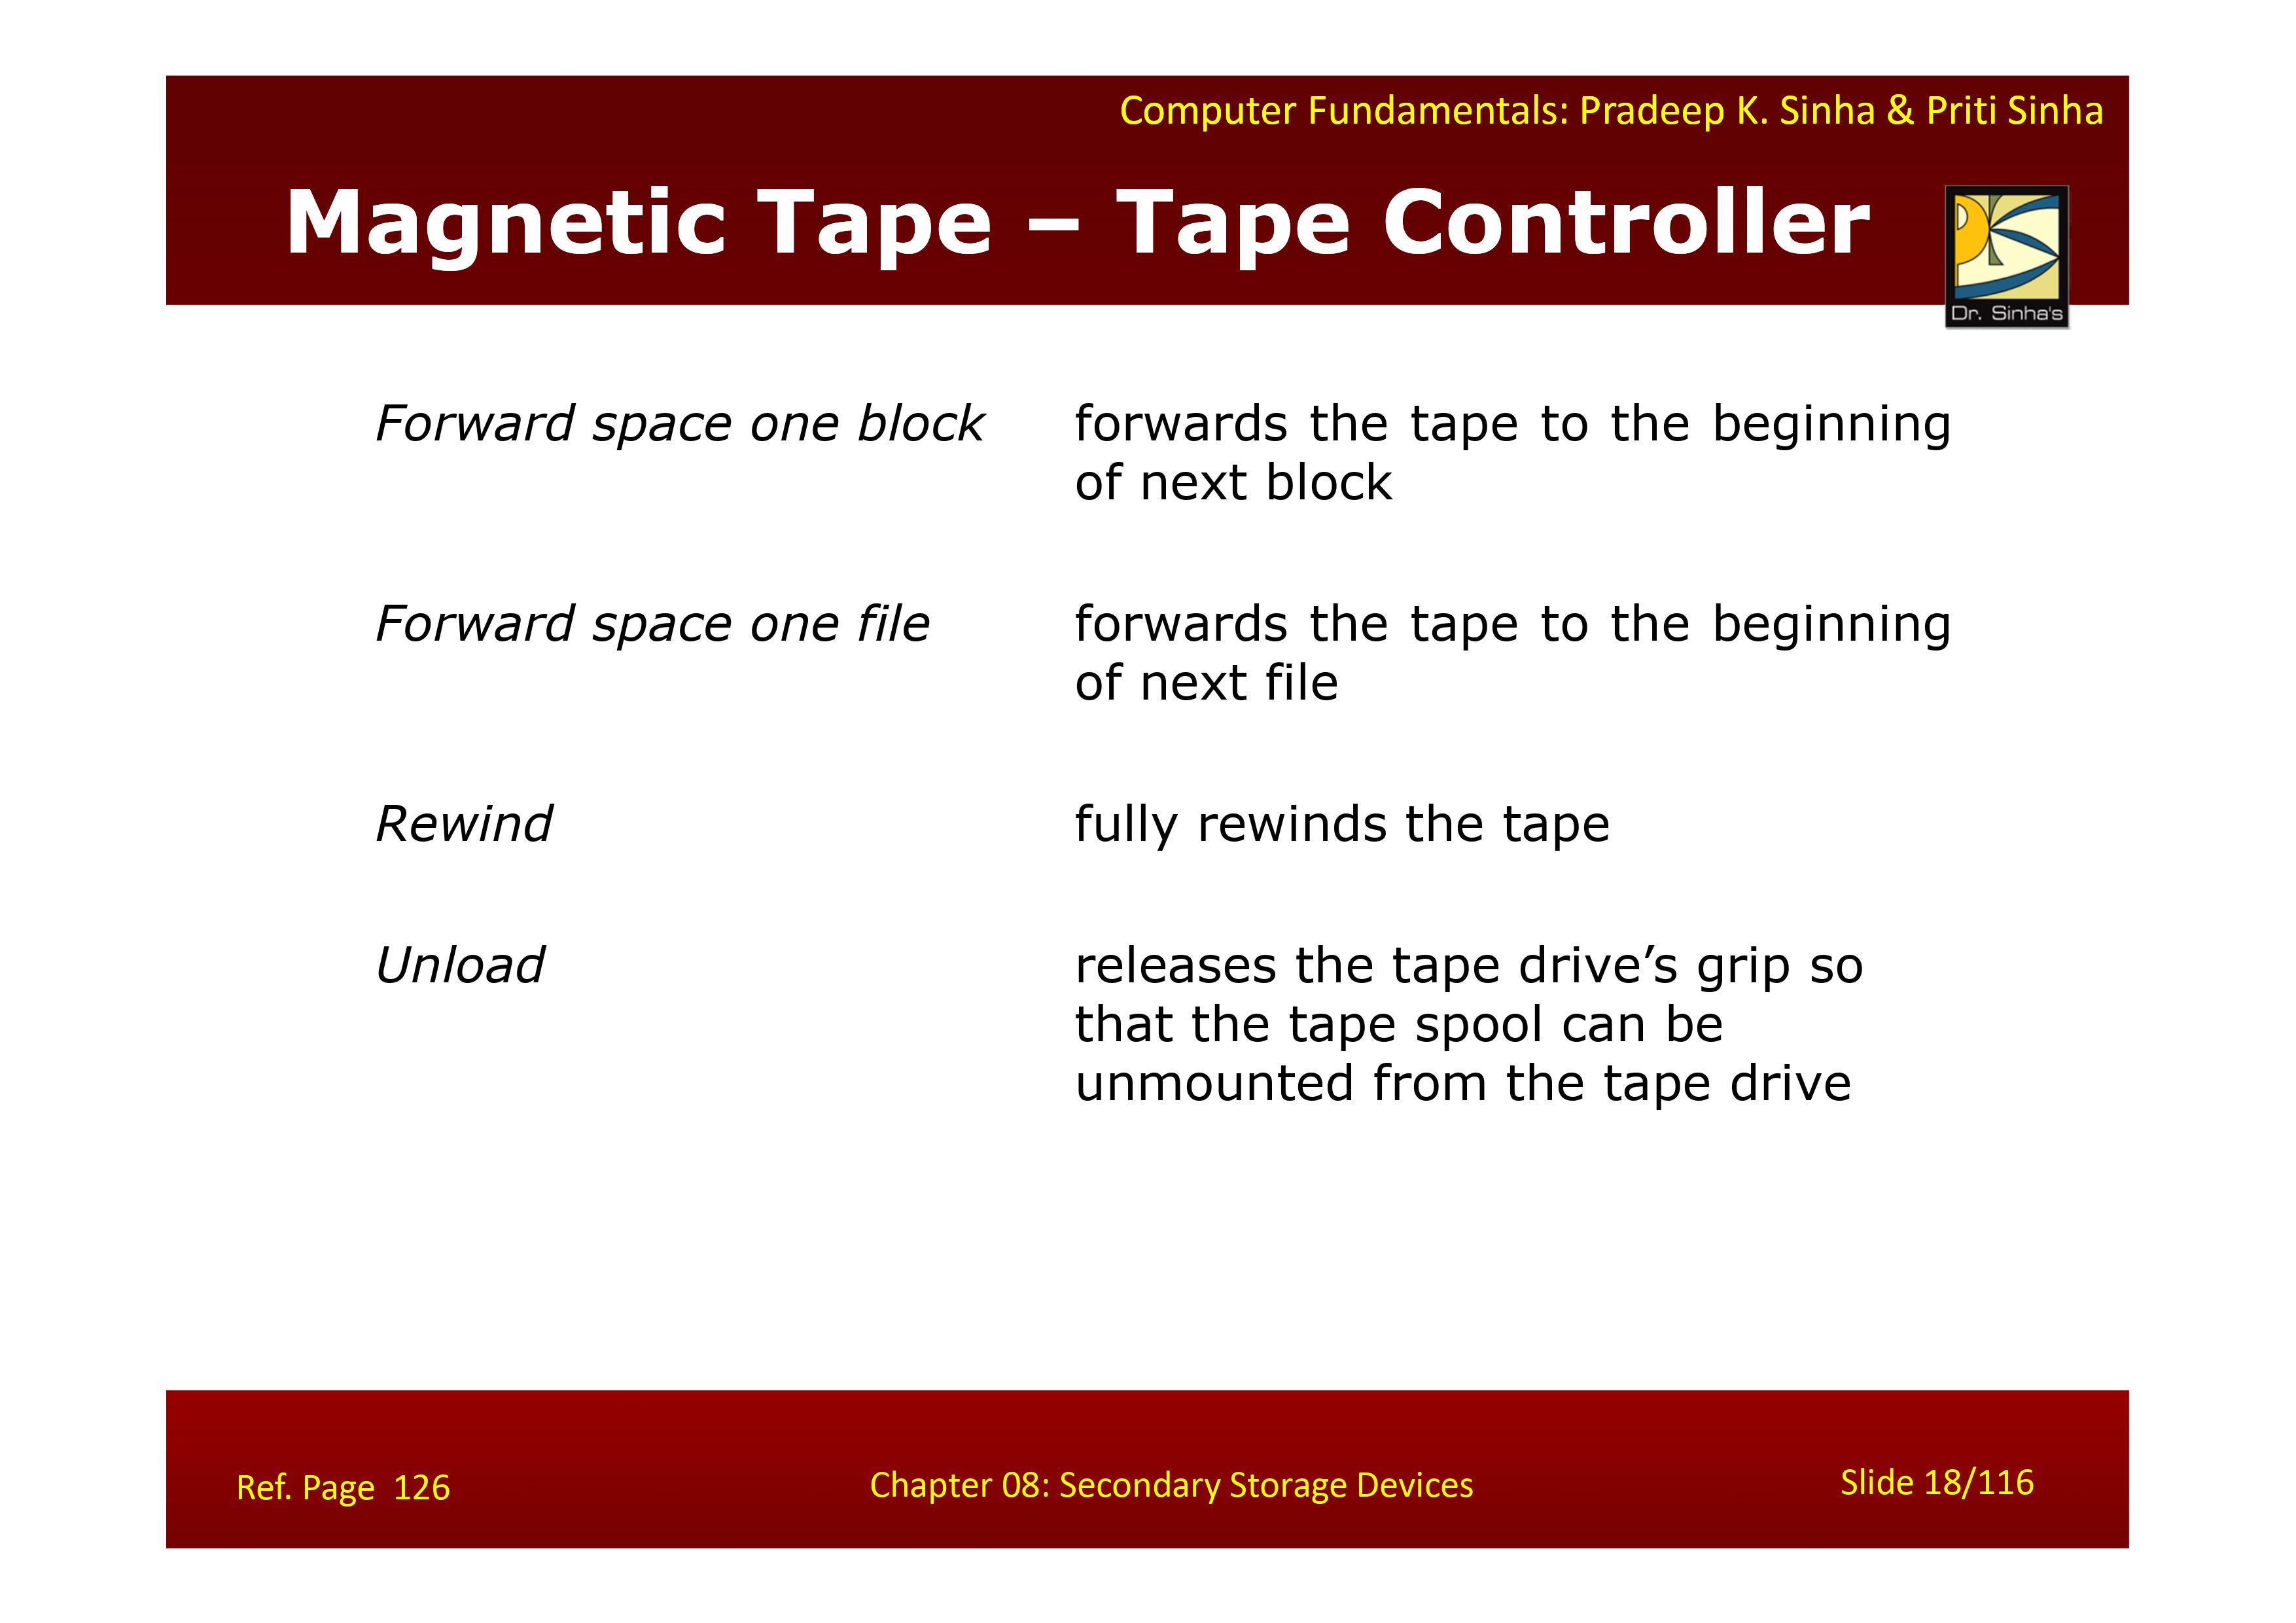 Computer Fundamentals: Pradeep K. Sinha & Priti Sinha
Magnetic Tape – Tape Controller
Dr. Sinha's
Forward space one block
forwards the tape to the beginning
of next block
Forward space one file
forwards the tape to the beginning
of next file
Rewind
fully rewinds the tape
Unload
releases the tape drive’s grip so
that the tape spool can be
unmounted from the tape drive
Ref. Page 126
Chapter 08: Secondary Storage Devices
Slide 18/116